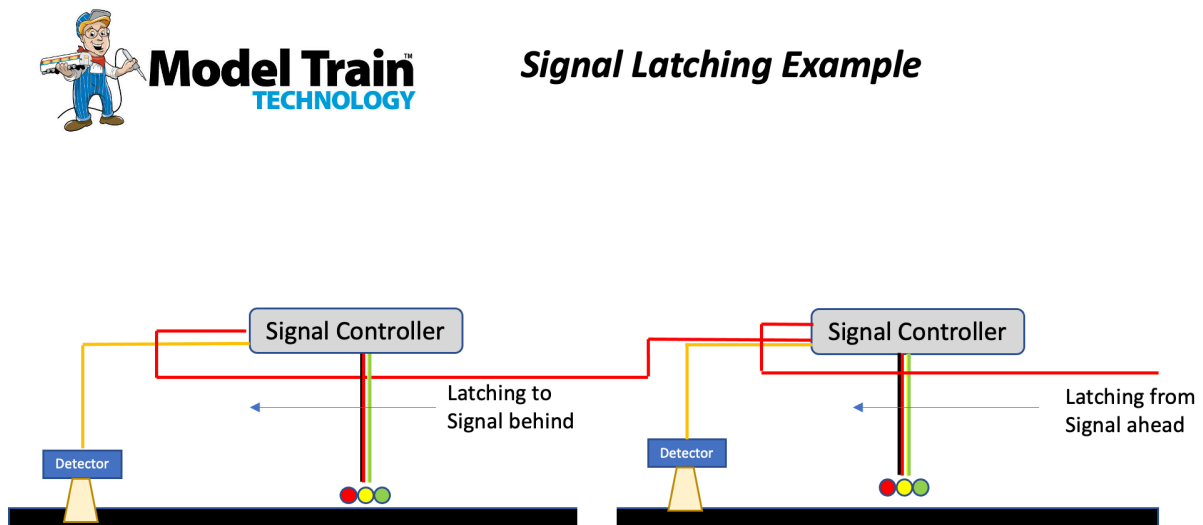 Model Train™
TECHNOLOGY
Signal Latching Example
Signal Controller
Signal Controller
Latching to
Signal behind
Latching from
Signal ahead
Detector
Detector